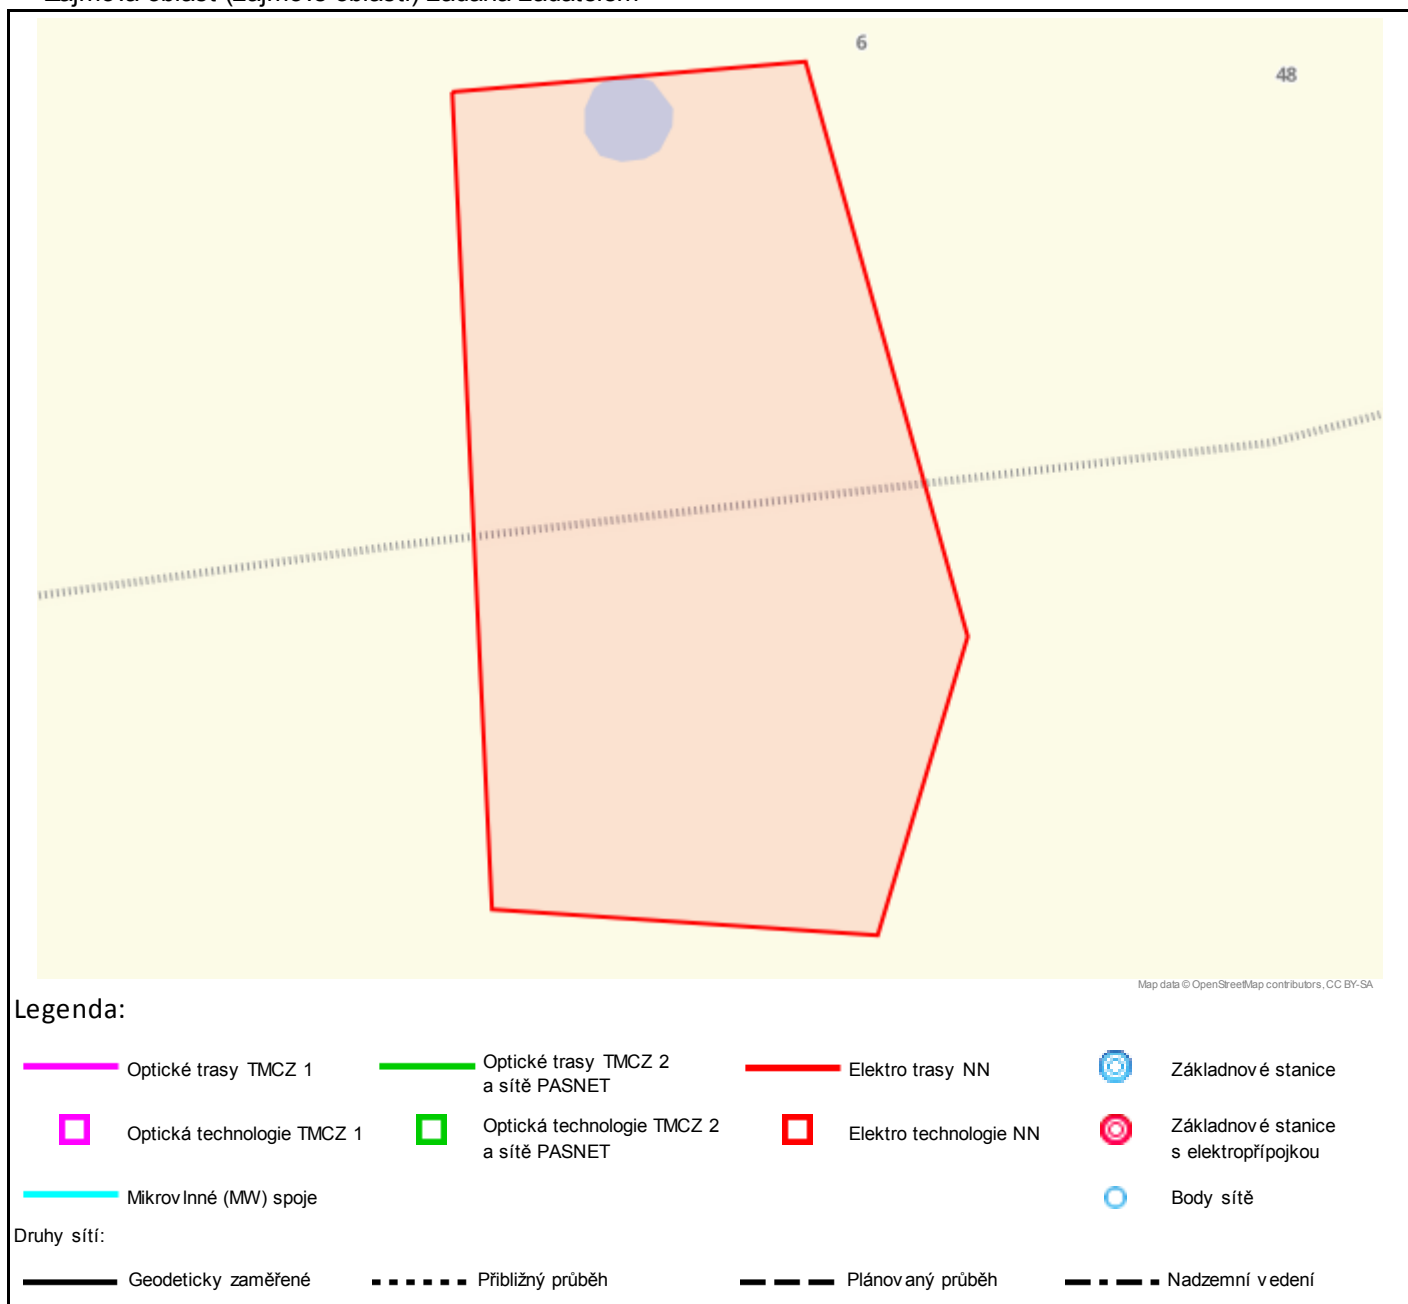 6
48
Map data © OpenStreetMap contributors, CC BY-SA
Legenda:
Optické trasy TMCZ 1
Optické trasy TMCZ 2
a sítě PASNET
Elektro trasy NN
Základnové stanice
Optická technologie TMCZ 1
Optická technologie TMCZ 2
a sítě PASNET
Elektro technologie NN
Základnové stanice
s elektropřípojkou
Mikrovlnné (MW) spoje
Body sítě
Druhy sítí:
Geodeticky zaměřené
Přibližný průběh
Plánovaný průběh
Nadzemní vedení